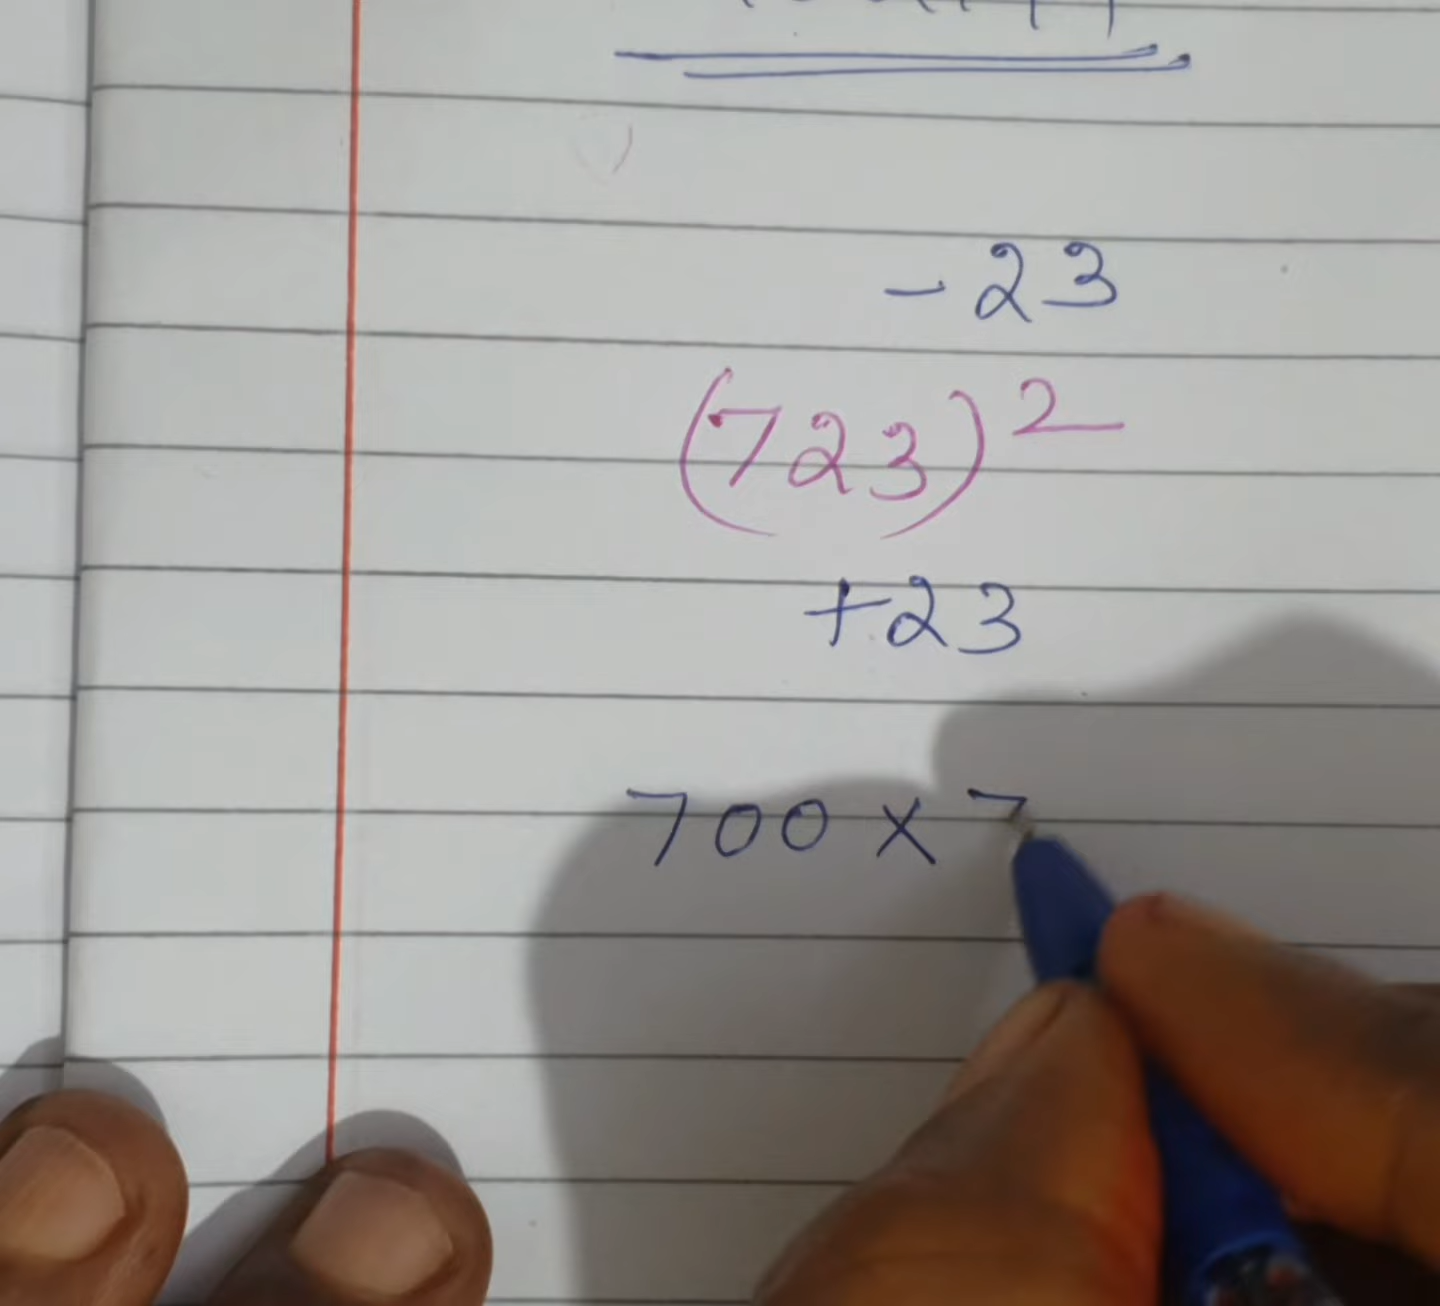 -23
(723)²
+23
700 × 7